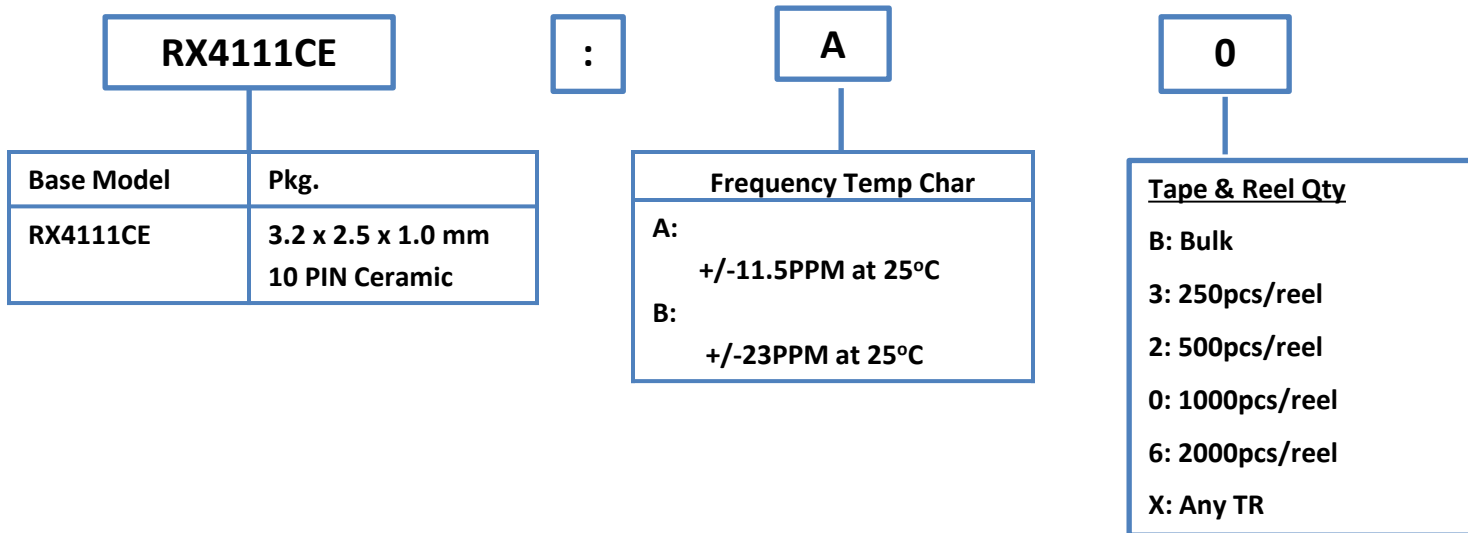 RX4111CE
:
A
0
Base Model
Pkg.
RX4111CE
3.2 x 2.5 x 1.0 mm
10 PIN Ceramic
Frequency Temp Char
A:
+/-11.5PPM at 25°C
B:
+/-23PPM at 25°C
Tape & Reel Qty
B: Bulk
3: 250pcs/reel
2: 500pcs/reel
0: 1000pcs/reel
6: 2000pcs/reel
X: Any TR